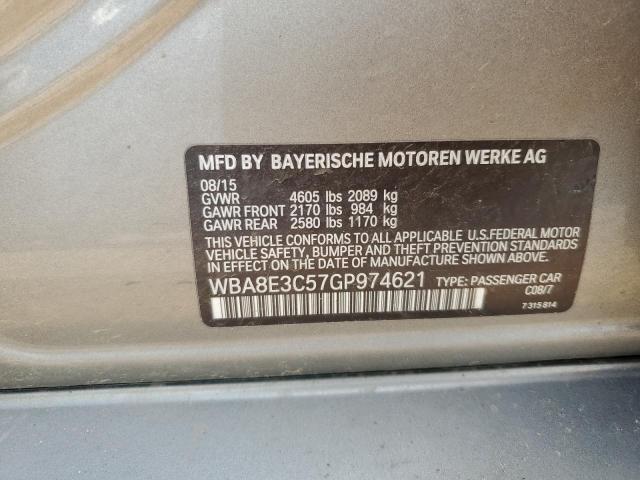 MFD BY BAYERISCHE MOTOREN WERKE AG
08/15
GVWR 4605 lbs 2089 kg
GAWR FRONT 2170 lbs 984 kg
GAWR REAR 2580 lbs 1170 kg
THIS VEHICLE CONFORMS TO ALL APPLICABLE U.S.FEDERAL MOTOR
VEHICLE SAFETY, BUMPER AND THEFT PREVENTION STANDARDS
IN EFFECT ON THE DATE OF MANUFACTURE SHOWN ABOVE.
WBA8E3C57GP974621 TYPE: PASSENGER CAR
C08/7
7315814